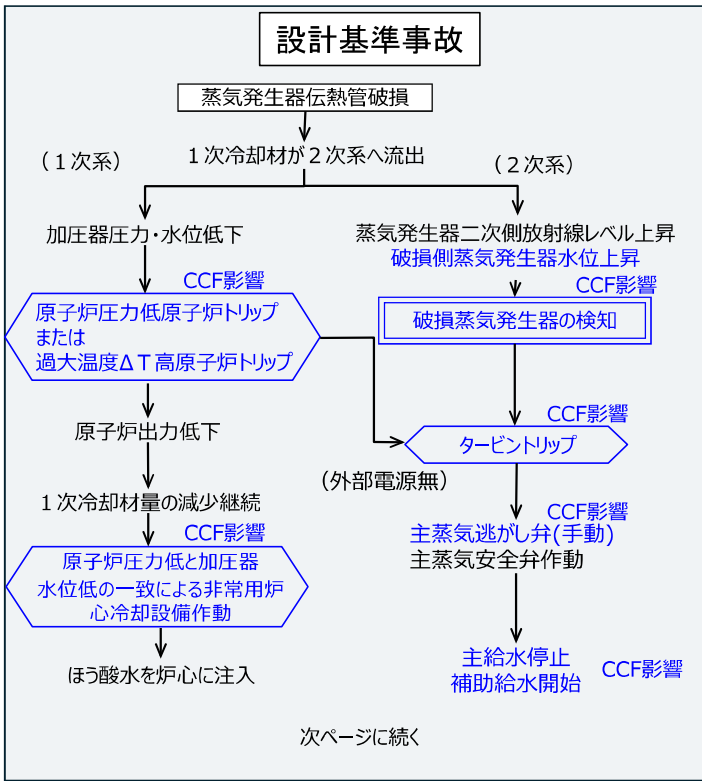 設計基準事故
蒸気発生器伝熱管破損
1次冷却材が2次系へ流出
（1次系）
（2次系）
加圧器圧力・水位低下
CCF影響
原子炉圧力低原子炉トリップ
または
過大温度ΔT高原子炉トリップ
原子炉出力低下
1次冷却材量の減少継続
CCF影響
原子炉圧力低と加圧器
水位低の一致による非常用炉
心冷却設備作動
ほう酸水を炉心に注入
蒸気発生器二次側放射線レベル上昇
破損側蒸気発生器水位上昇
CCF影響
破損蒸気発生器の検知
CCF影響
タービントリップ
（外部電源無）
CCF影響
主蒸気逃がし弁(手動)
主蒸気安全弁作動
主給水停止
補助給水開始
CCF影響
次ページに続く